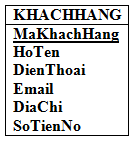 KHACHHANG
MaKhachHang
HoTen
DienThoai
Email
DiaChi
SoTienNo